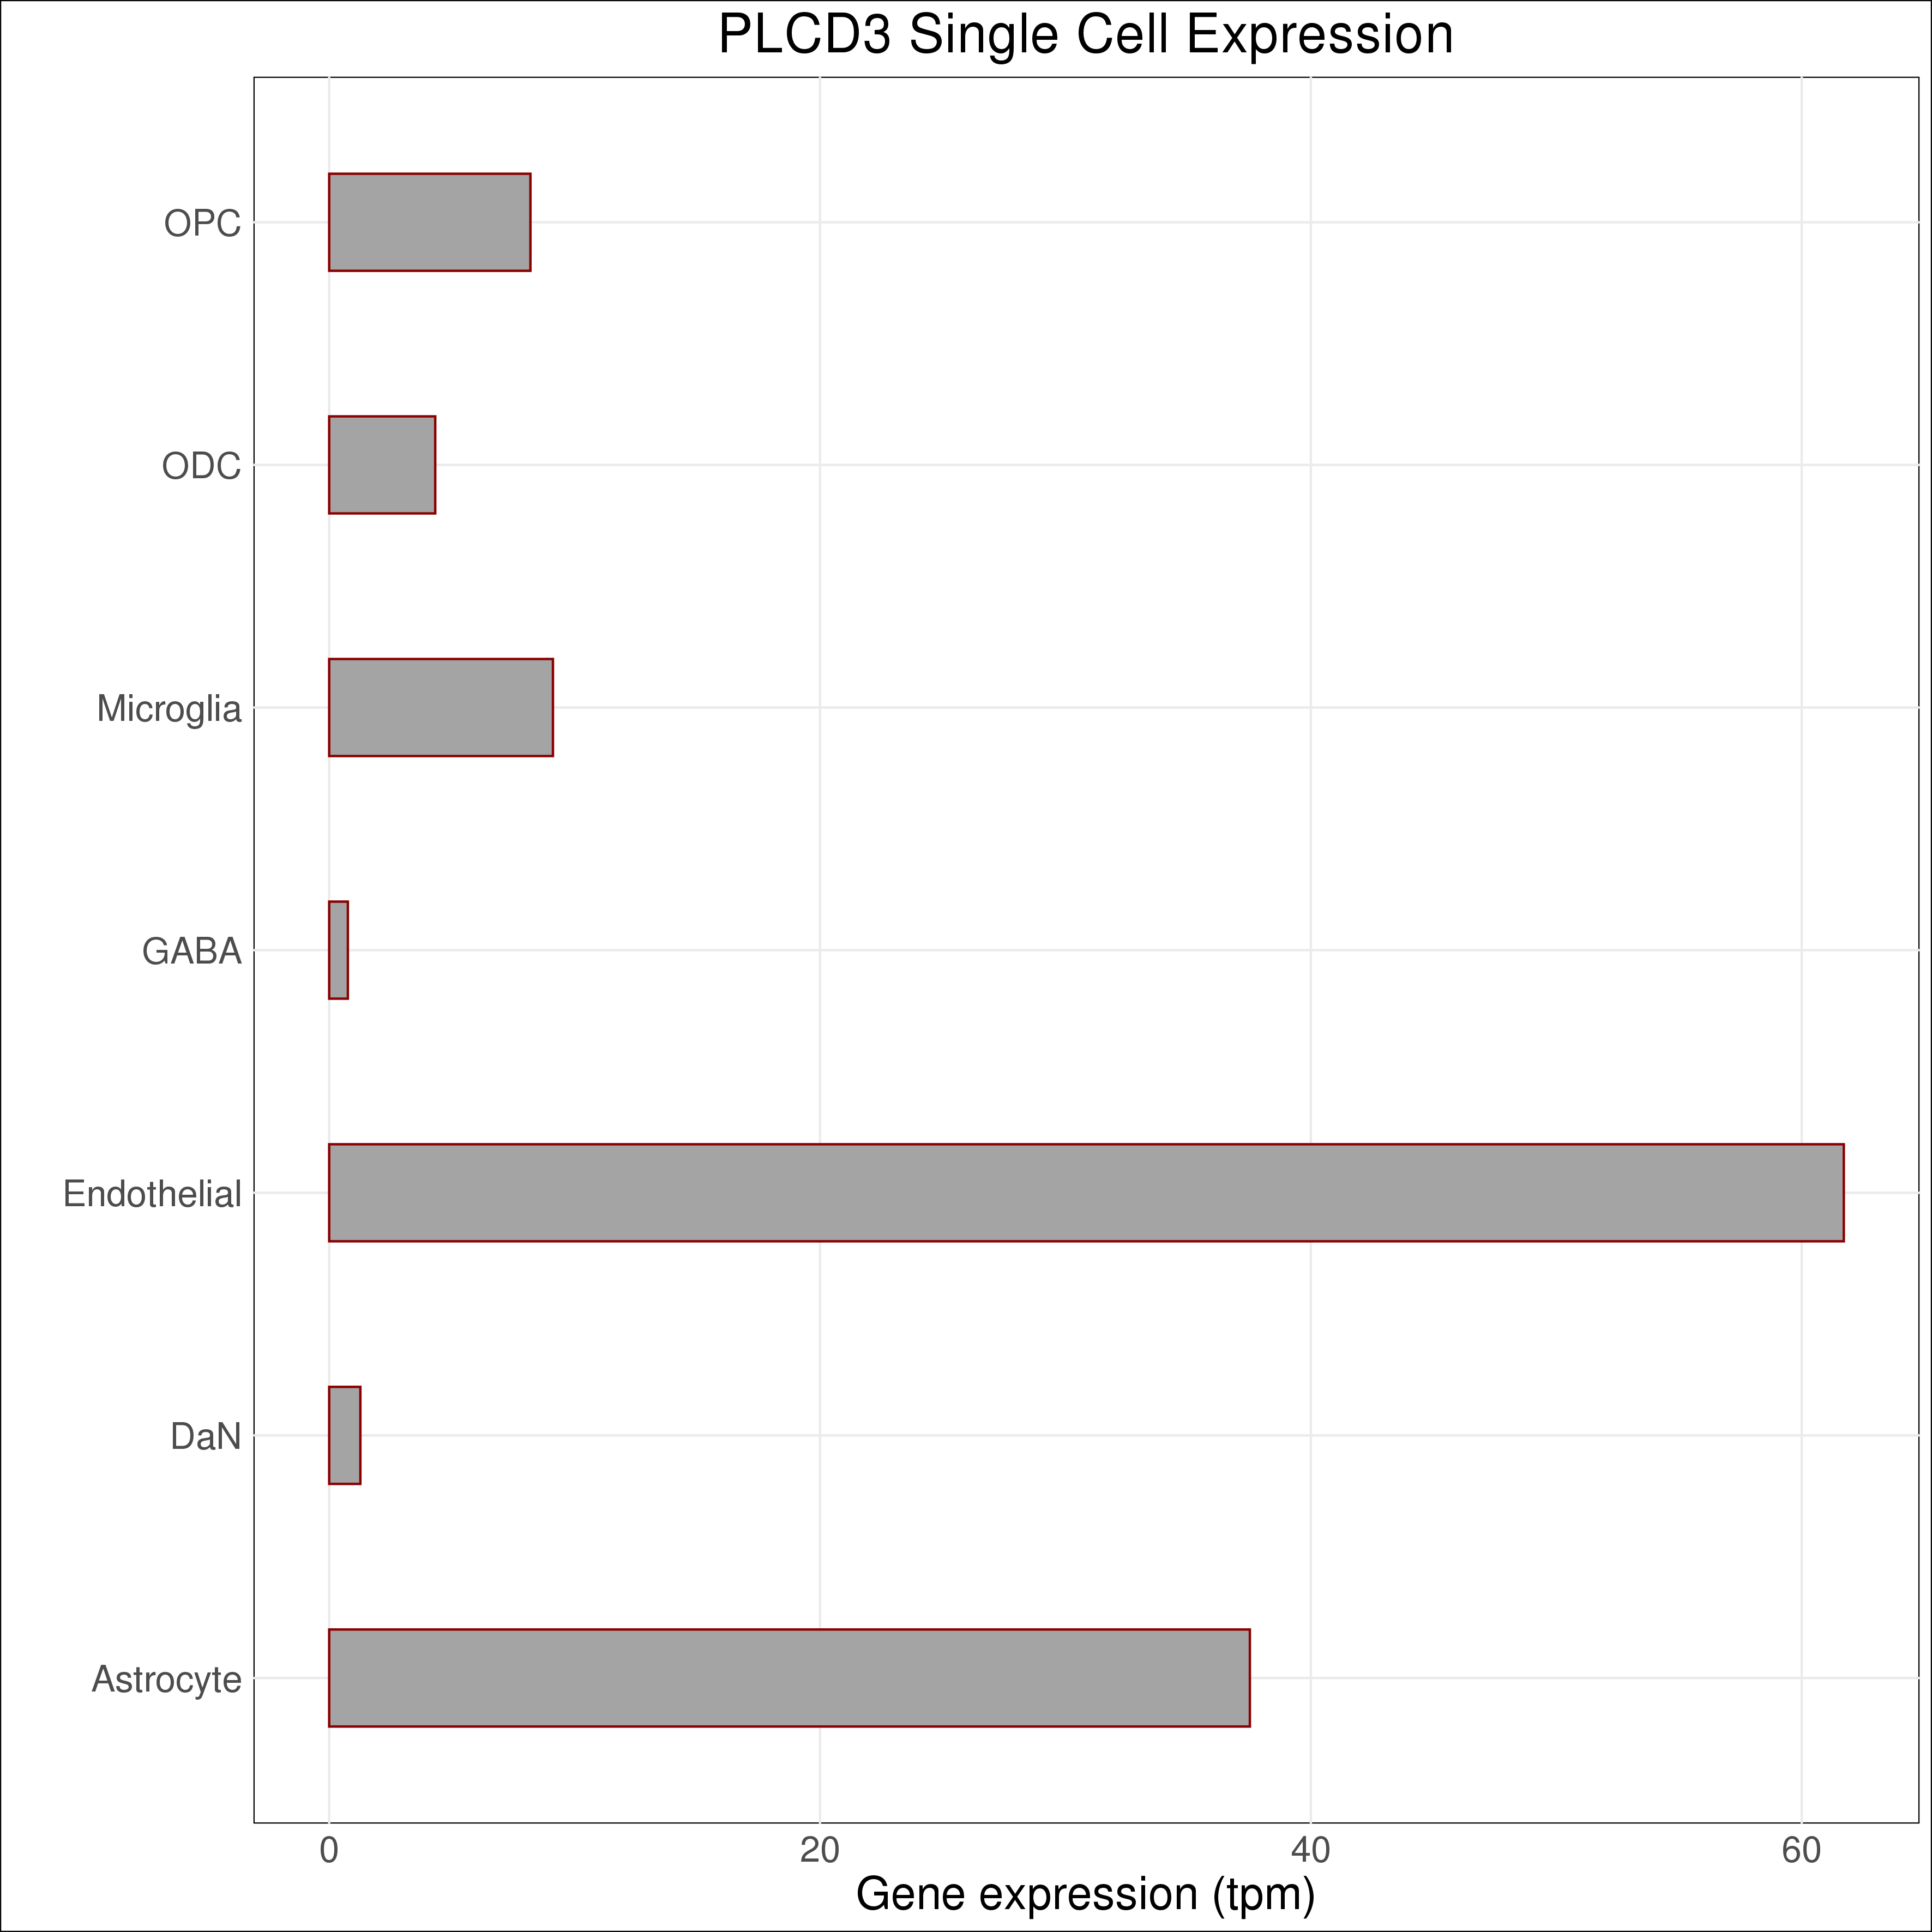 PLCD3 Single Cell Expression
OPC
ODC
Microglia
GABA
Endothelial
DaN
Astrocyte
0 20 40 60
Gene expression (tpm)